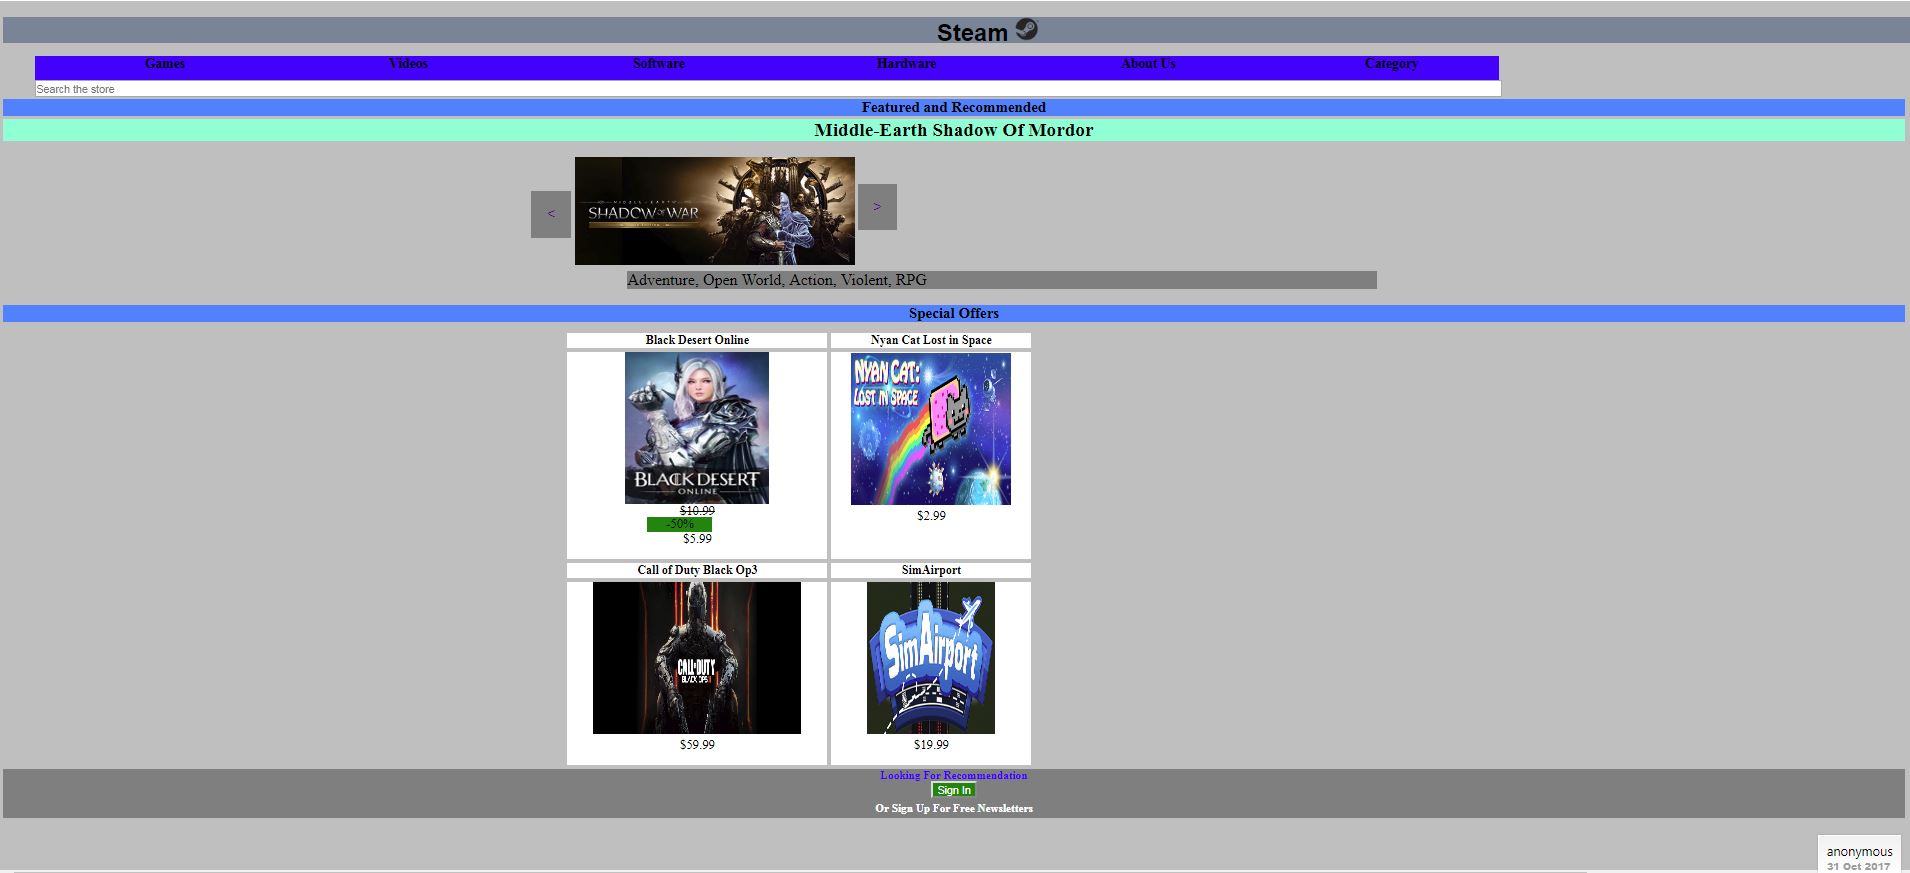 Steam
Games Videos Software Hardware About Us Category
Search the store
Featured and Recommended
Middle-Earth Shadow Of Mordor
MIDDLE-EARTH
SHADOW OF WAR
< >
Adventure, Open World, Action, Violent, RPG
Special Offers
Black Desert Online Nyan Cat Lost in Space
NYAN CAT:
LOST IN SPACE
BLACK DESERT
ONLINE
$10.99
-50%
$5.99
$2.99
Call of Duty Black Op3 SimAirport
CALL OF DUTY
BLACK OPS III
SimAirport
$59.99 $19.99
Looking For Recommendation
Sign In
Or Sign Up For Free Newsletters
anonymous
31 Oct 2017